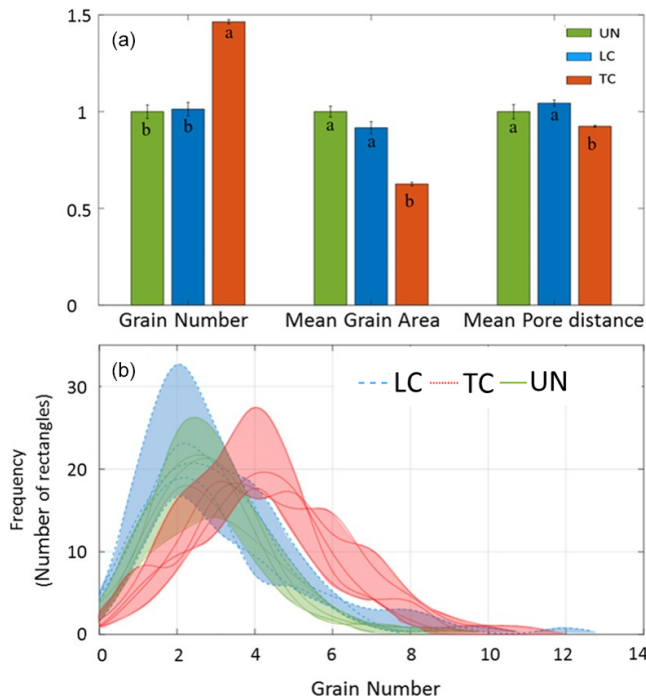 (a)
UN
LC
TC
1.5
1
0.5
0
b b a
a a b
a a b
Grain Number Mean Grain Area Mean Pore distance
(b)
LC TC UN
30
20
10
0
Frequency
(Number of rectangles)
0 2 4 6 8 10 12 14
Grain Number